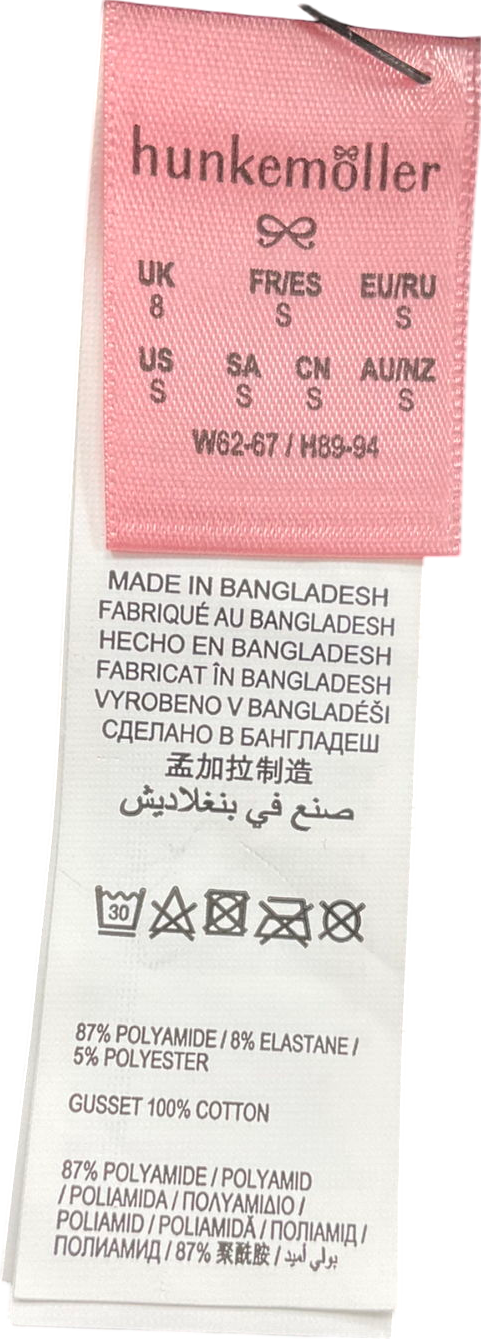 hunkemöller
UK FR/ES EU/RU
8 S S
US SA CN AU/NZ
S S S S
W62-67 / H89-94
MADE IN BANGLADESH
FABRIQUÉ AU BANGLADESH
HECHO EN BANGLADESH
FABRICAT ÎN BANGLADESH
VYROBENO V BANGLADÉŠI
СДЕЛАНО В БАНГЛАДЕШ
孟加拉制造
صنع في بنغلاديش
30
87% POLYAMIDE / 8% ELASTANE /
5% POLYESTER
GUSSET 100% COTTON
87% POLYAMIDE / POLYAMID
/ POLIAMIDA / ΠΟΛΥΑΜΙΔΙΟ /
POLIAMID / POLIAMIDĂ / ПОЛІАМІД /
ПОЛИАМИД / 87% 聚酰胺 / بولي أميد